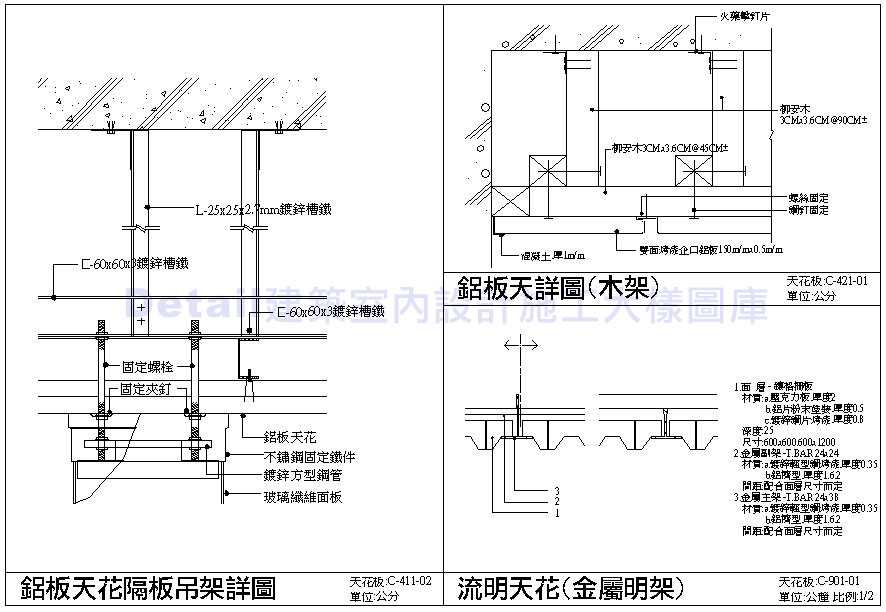 L-25x25x2.7mm鍍鋅槽鐵
匚-60x60x3鍍鋅槽鐵
匚-60x60x3鍍鋅槽鐵
固定螺栓
固定夾釘
鋁板天花
不鏽鋼固定鐵件
鍍鋅方型鋼管
玻璃纖維面板
鋁板天花隔板吊架詳圖
天花板:C-411-02
單位:公分
火藥擊釘片
柳安木
3CMx3.6CM@90CM±
柳安木3CMx3.6CM@45CM±
螺絲固定
鋼釘固定
混凝土.厚1m/m
雙面烤漆企口鋁板150m/mx0.5m/m
鋁板天詳圖(木架)
天花板:C-421-01
單位:公分
Detail建築室內設計施工大樣圖庫
3
2
1
1.面 層 - 鑲格柵板
材質:a.壓克力板.厚度2
b.鋁片粉末塗裝.厚度0.5
c.鍍鋅鋼片.烤漆.厚度0.8
深度:25
尺寸:600x600.600x1200
2.金屬副架-T.BAR 24x24
材質:a.鍍鋅輕型鋼.烤漆.厚度0.35
b.鋁擠型.厚度1.6.2
間距:配合面層尺寸而定
3.金屬主架-T.BAR 24x38
材質:a.鍍鋅輕型鋼.烤漆.厚度0.35
b.鋁擠型.厚度1.6.2
間距:配合面層尺寸而定
流明天花(金屬明架)
天花板:C-901-01
單位:公釐 比例:1/2